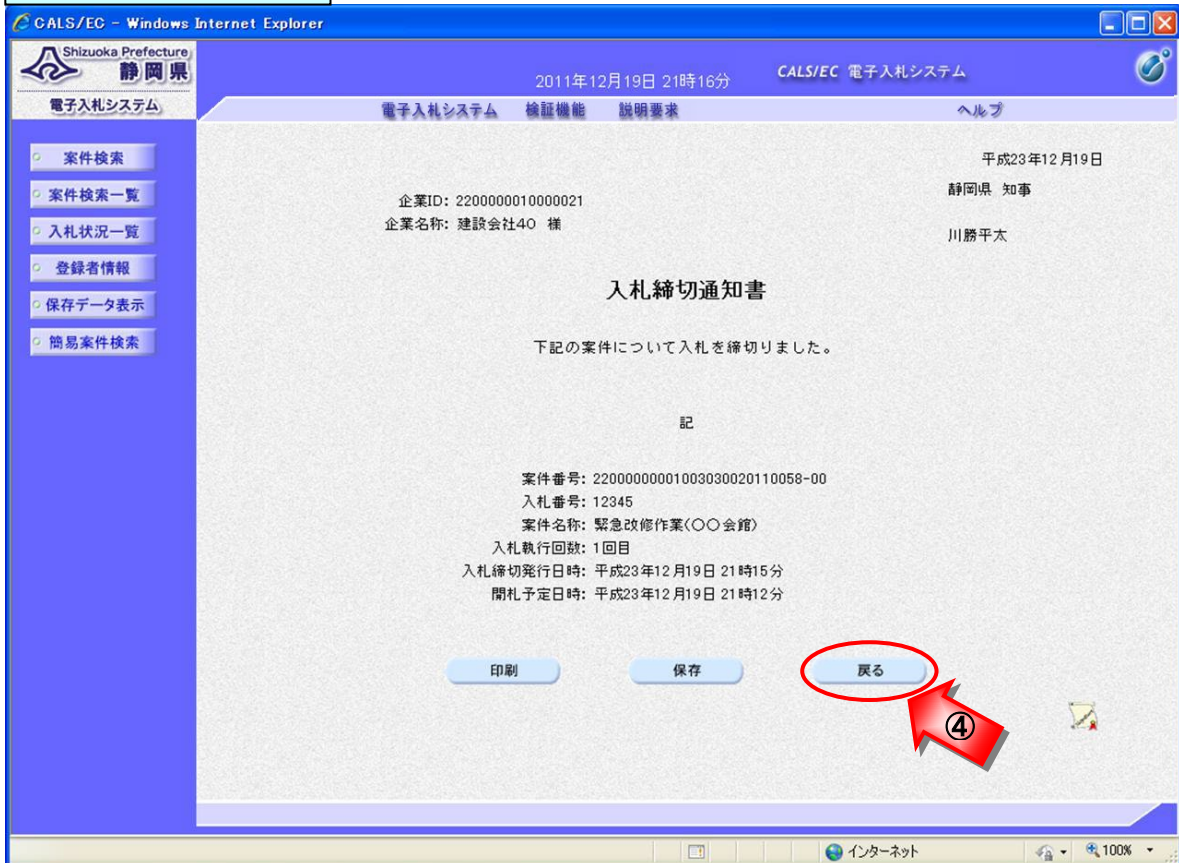 CALS/EC - Windows Internet Explorer
Shizuoka Prefecture
静岡県
電子入札システム
2011年12月19日 21時16分
CALS/EC 電子入札システム
電子入札システム 検証機能 説明要求 ヘルプ
案件検索
案件検索一覧
入札状況一覧
登録者情報
保存データ表示
簡易案件検索
平成23年12月19日
静岡県 知事
企業ID: 2200000010000021
企業名称: 建設会社40 様
川勝平太
入札締切通知書
下記の案件について入札を締切りました。
記
案件番号: 2200000000100303002011​0058-00
入札番号: 12345
案件名称: 緊急改修作業(〇〇会館)
入札執行回数: 1回目
入札締切発行日時: 平成23年12月19日 21時15分
開札予定日時: 平成23年12月19日 21時12分
印刷 保存 戻る
④
インターネット 100%